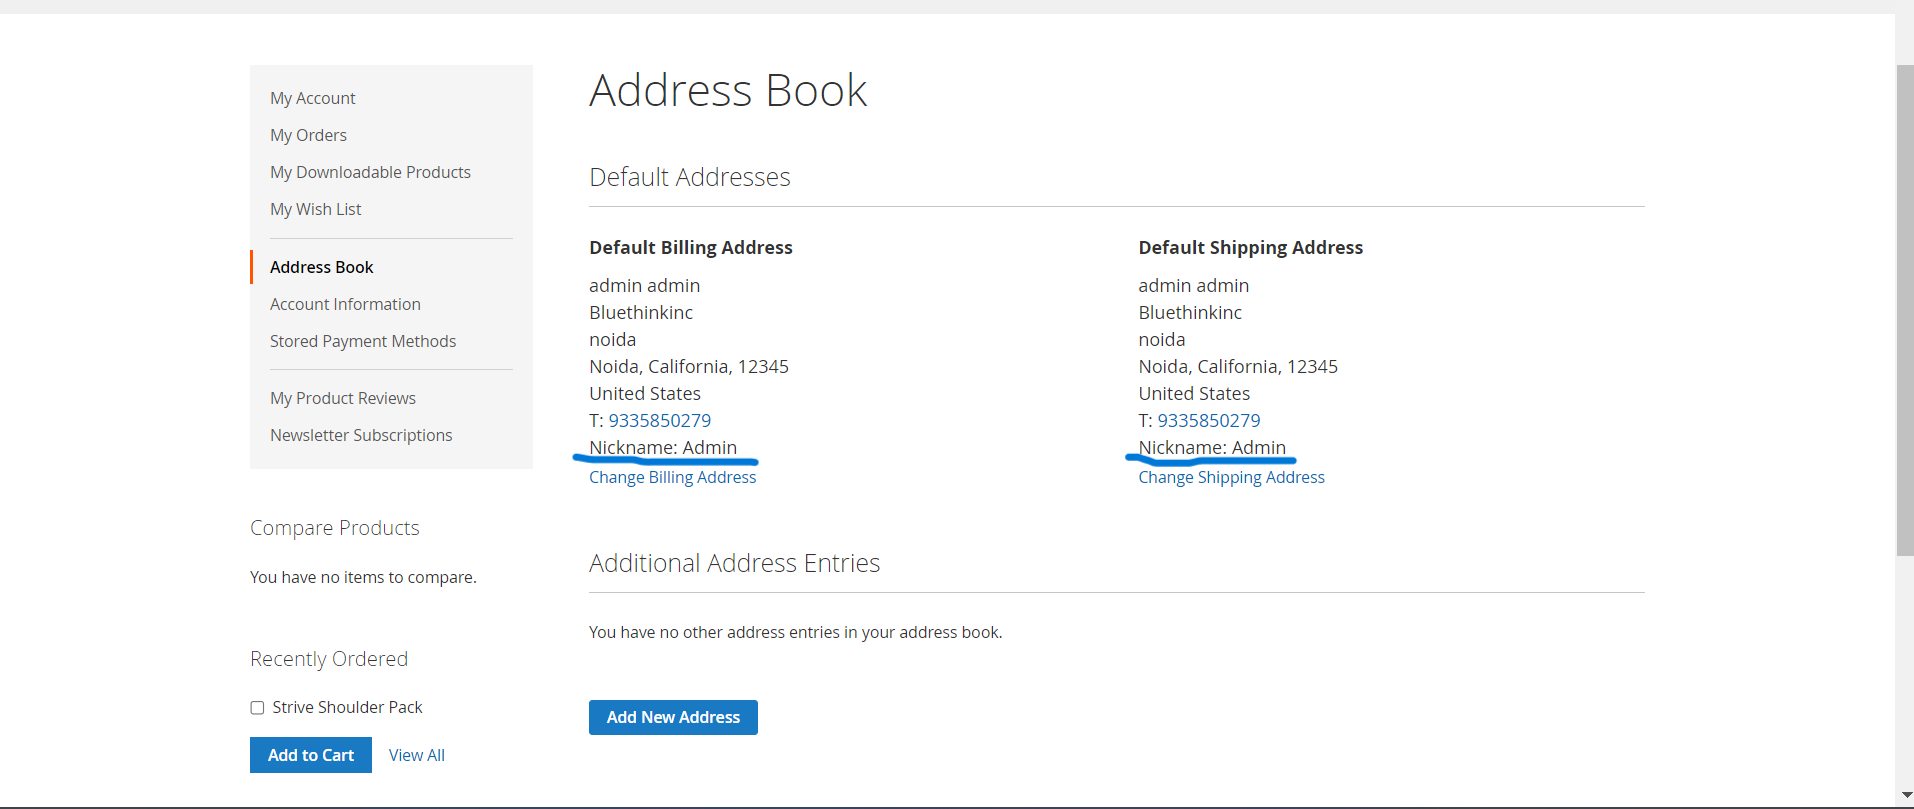 My Account
My Orders
My Downloadable Products
My Wish List
Address Book
Account Information
Stored Payment Methods
My Product Reviews
Newsletter Subscriptions
Compare Products
You have no items to compare.
Recently Ordered
Strive Shoulder Pack
Add to Cart
View All
Address Book
Default Addresses
Default Billing Address
admin admin
Bluethinkinc
noida
Noida, California, 12345
United States
T: 9335850279
Nickname: Admin
Change Billing Address
Default Shipping Address
admin admin
Bluethinkinc
noida
Noida, California, 12345
United States
T: 9335850279
Nickname: Admin
Change Shipping Address
Additional Address Entries
You have no other address entries in your address book.
Add New Address